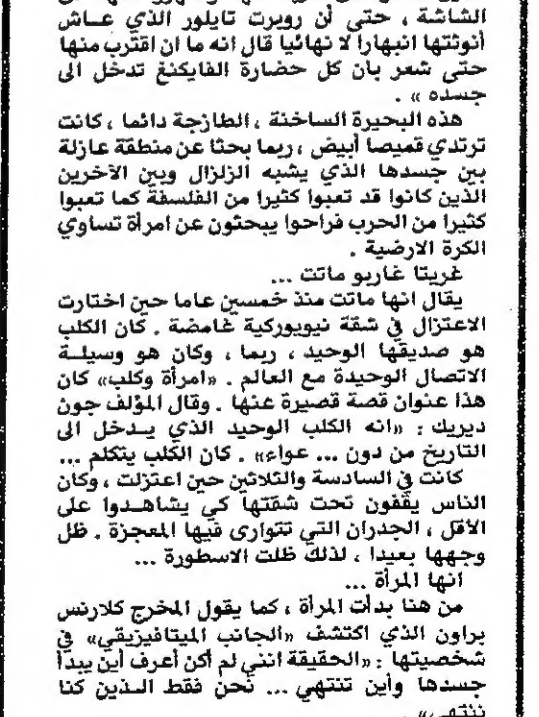 الشاشة ، حتى أن روبرت تايلور الذي عاش
أنوثتها انبهارا لا نهائيا قال انه ما ان اقترب منها
حتى شعر بأن كل حضارة الفايكنغ تدخل الى
جسده » .
هذه البحيرة الساخنة ، الطازجة دائما ، كانت
ترتدي قميصا أبيض ، ربما بحثا عن منطقة عازلة
بين جسدها الذي يشبه الزلزال وبين الآخرين
الذين كانوا قد تعبوا كثيرا من الفلسفة كما تعبوا
كثيرا من الحرب فراحوا يبحثون عن امرأة تساوي
الكرة الارضية .
غريتا غاربو ماتت ...
يقال انها ماتت منذ خمسين عاما حين اختارت
الاعتزال في شقة نيويوركية غامضة . كان الكلب
هو صديقها الوحيد ، ربما ، وكان هو وسيلة
الاتصال الوحيدة مع العالم . «امرأة وكلب» كان
هذا عنوان قصة قصيرة عنها . وقال المؤلف جون
ديريك : «انه الكلب الوحيد الذي يدخل الى
التاريخ من دون ... عواء» . كان الكلب يتكلم ...
كانت في السادسة والثلاثين حين اعتزلت ، وكان
الناس يقفون تحت شقتها كي يشاهدوا على
الأقل ، الجدران التي تتوارى فيها المعجزة . ظل
وجهها بعيدا ، لذلك ظلت الاسطورة ...
انها المرأة ...
من هنا بدأت المرأة ، كما يقول المخرج كلارنس
براون الذي اكتشف «الجانب الميتافيزيقي» في
شخصيتها : «الحقيقة انني لم أكن أعرف أين يبدأ
جسدها وأين تنتهي ... نحن فقط الذين كنا
ننتهي» .